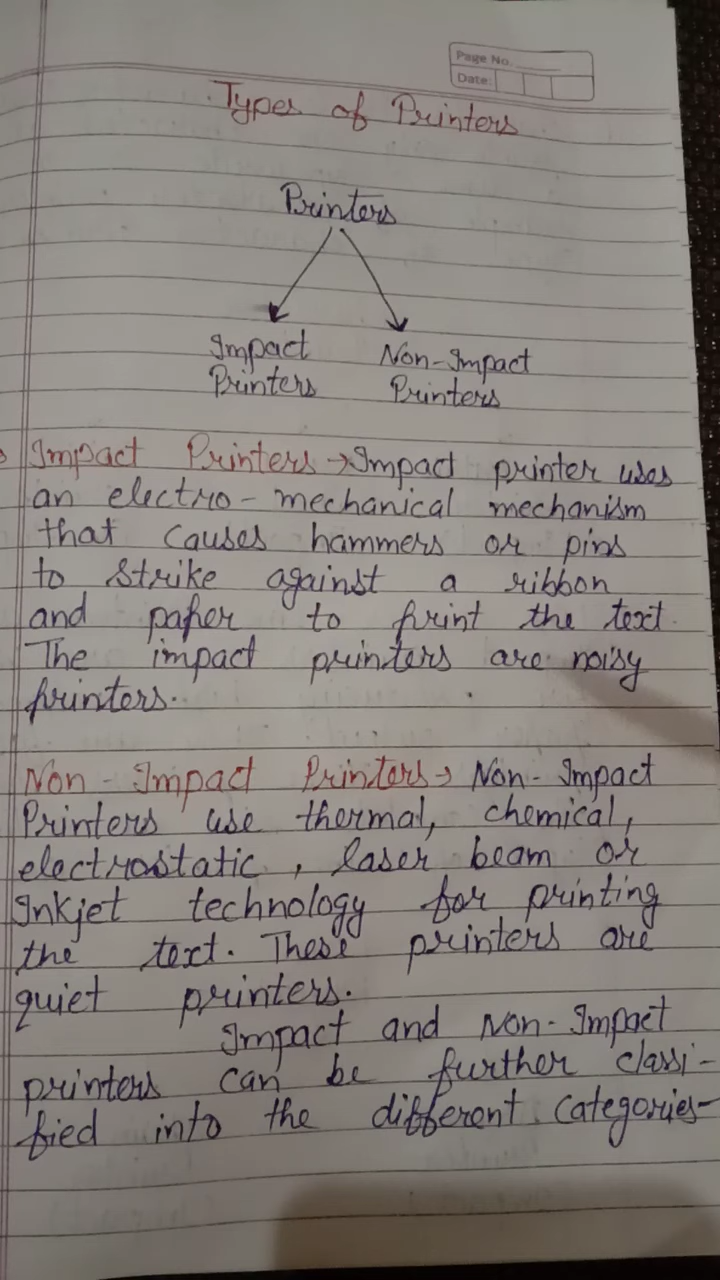 Page No.
Date:
Types of Printers
Printers
Impact Non-Impact
Printers Printers
Impact Printers → Impact printer uses
an electro-mechanical mechanism
that causes hammers or pins
to strike against a ribbon
and paper to print the text.
The impact printers are noisy
printers.
Non-Impact Printers → Non-Impact
Printers use thermal, chemical,
electrostatic, laser beam or
Inkjet technology for printing
the text. These printers are
quiet printers.
Impact and Non-Impact
printers can be further classi-
fied into the different categories-